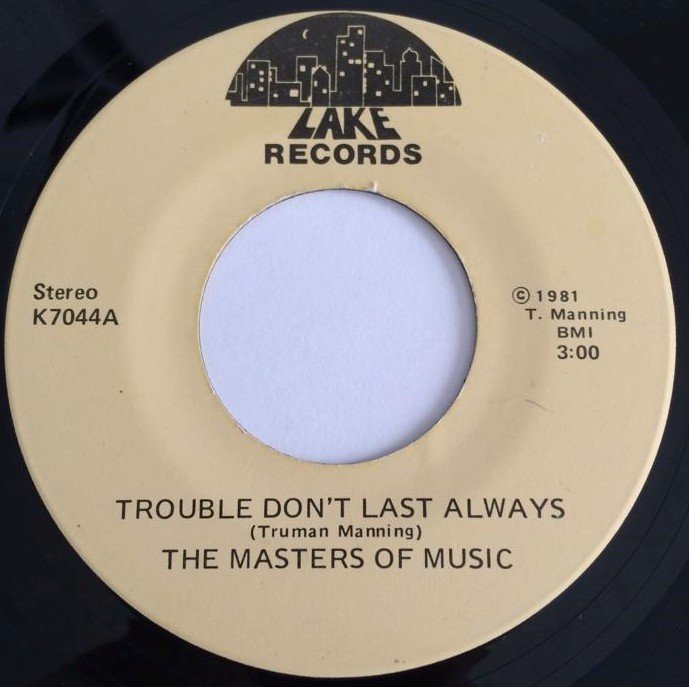 LAKE
RECORDS
Stereo
K7044A
© 1981
T. Manning
BMI
3:00
TROUBLE DON'T LAST ALWAYS
(Truman Manning)
THE MASTERS OF MUSIC